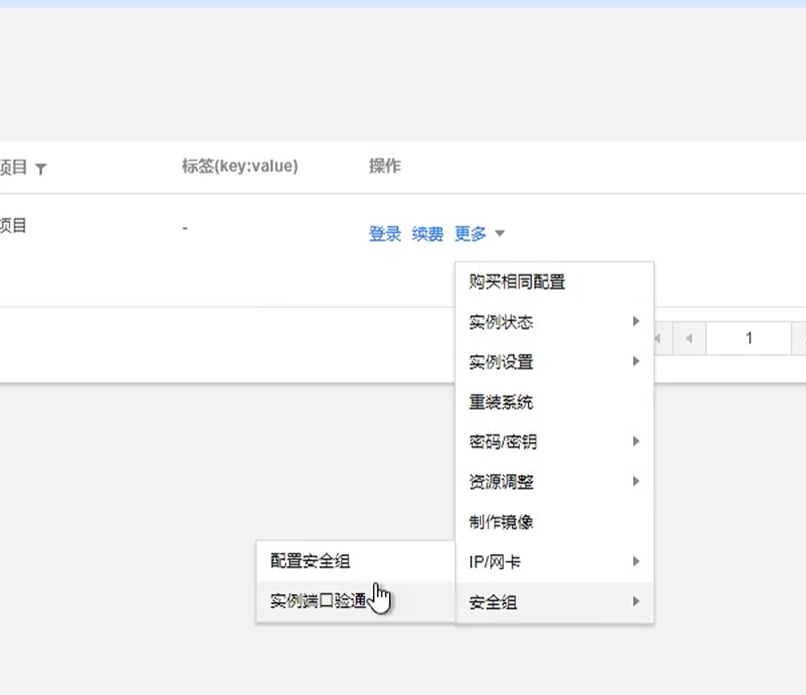 项目 标签(key:value) 操作
项目 - 登录 续费 更多
购买相同配置
实例状态
1
实例设置
重装系统
密码/密钥
资源调整
制作镜像
IP/网卡
安全组
配置安全组
实例端口验通